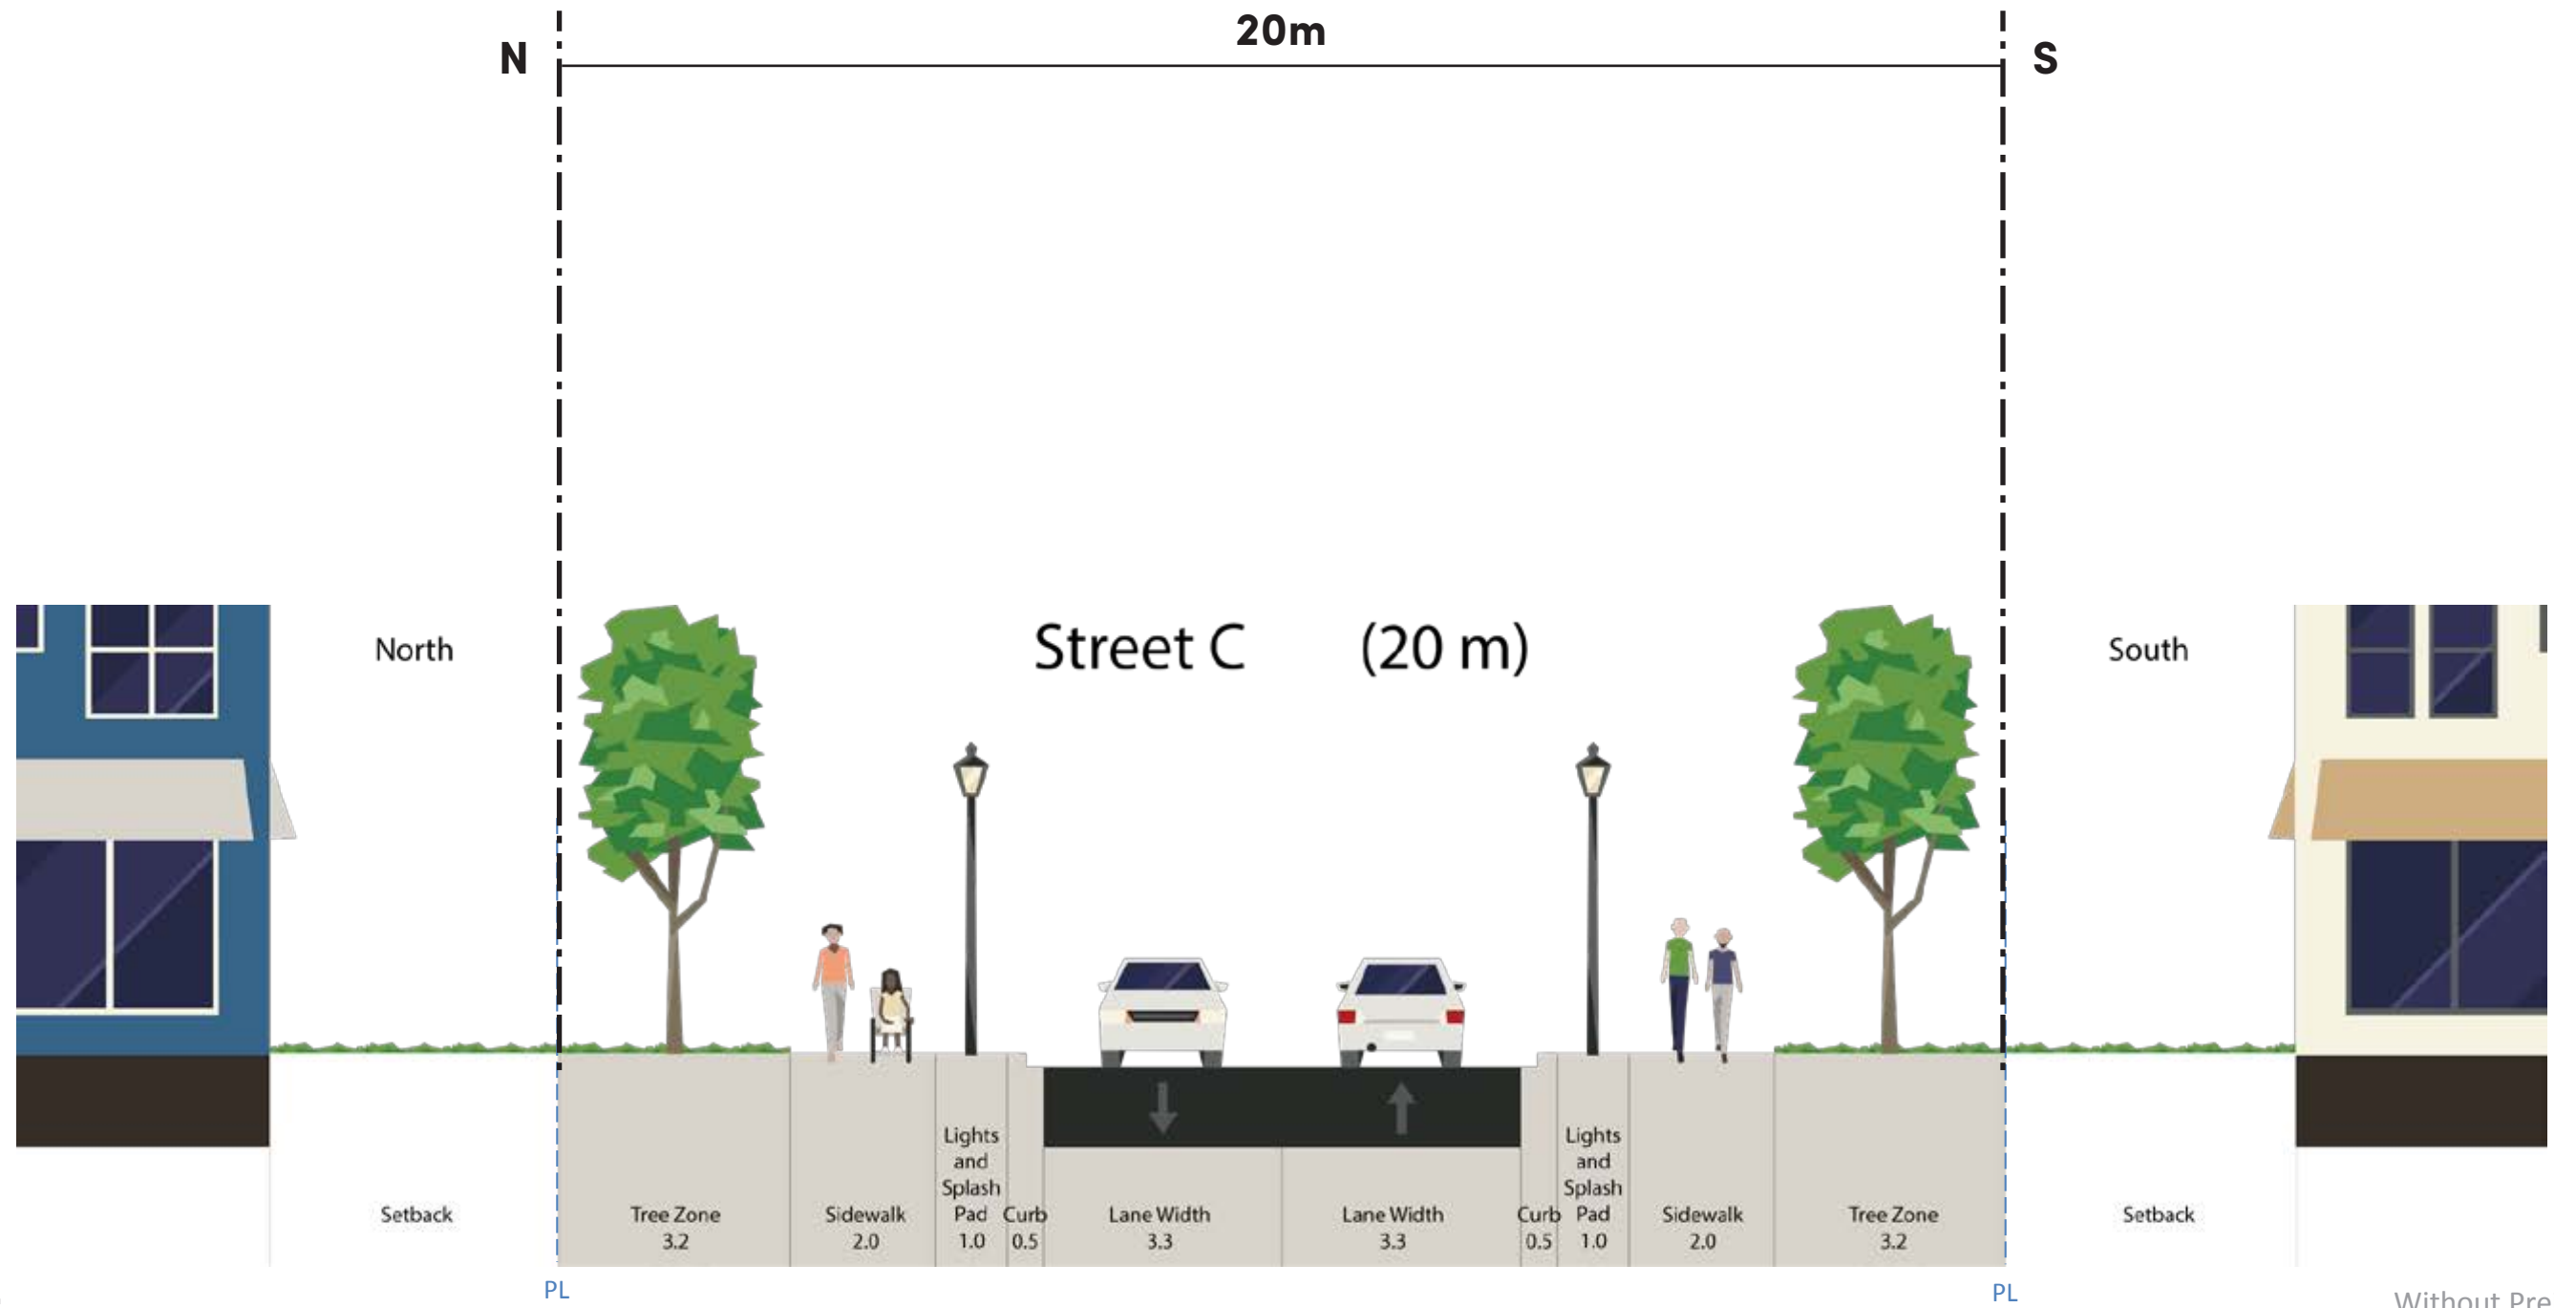 20m
N
S
North
Street C (20 m)
South
Setback
Tree Zone
3.2
Sidewalk
2.0
Lights
and
Splash
Pad
1.0
Curb
0.5
Lane Width
3.3
Lane Width
3.3
Curb
0.5
Lights
and
Splash
Pad
1.0
Sidewalk
2.0
Tree Zone
3.2
Setback
PL
PL
Without Pre